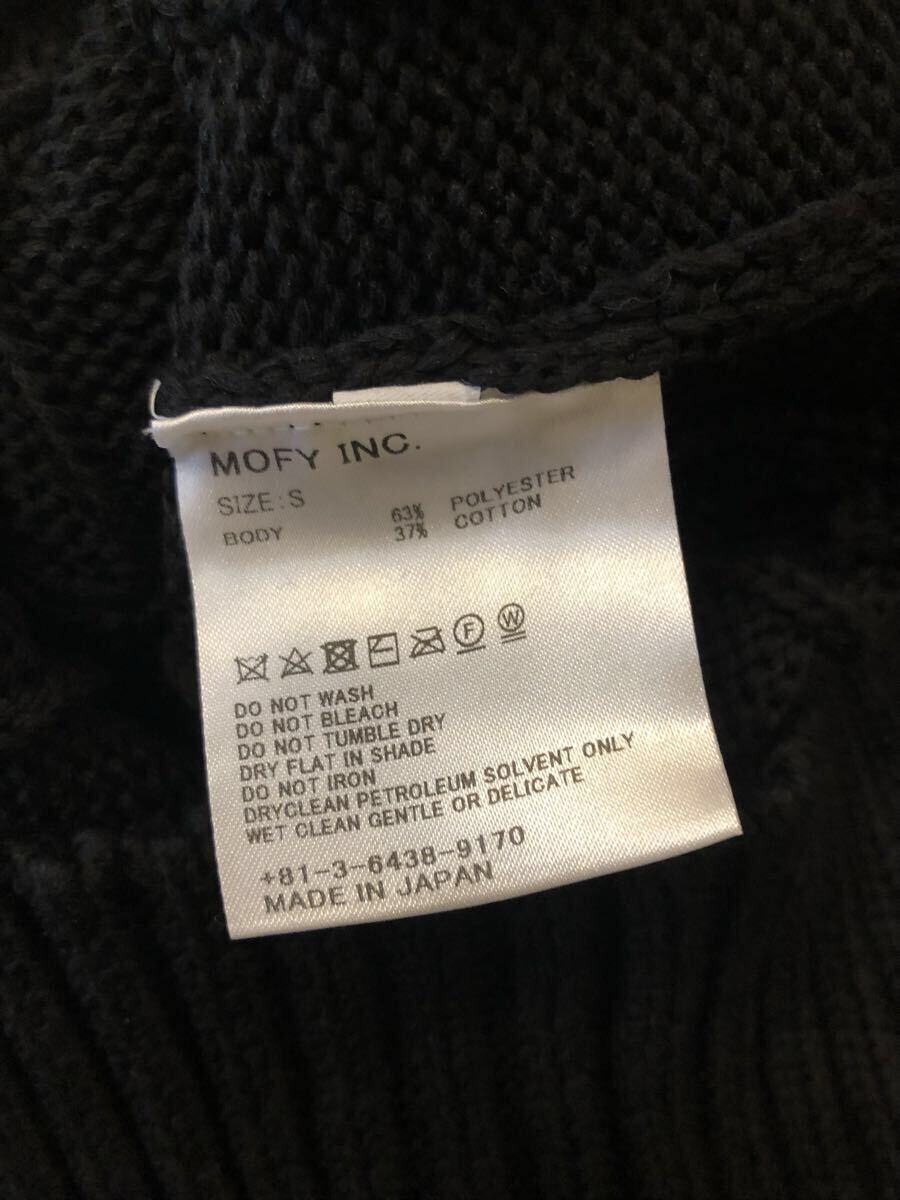 MOFY INC.
SIZE:S
BODY 63% POLYESTER
37% COTTON
F W
DO NOT WASH
DO NOT BLEACH
DO NOT TUMBLE DRY
DRY FLAT IN SHADE
DO NOT IRON
DRYCLEAN PETROLEUM SOLVENT ONLY
WET CLEAN GENTLE OR DELICATE
+81-3-6438-9170
MADE IN JAPAN